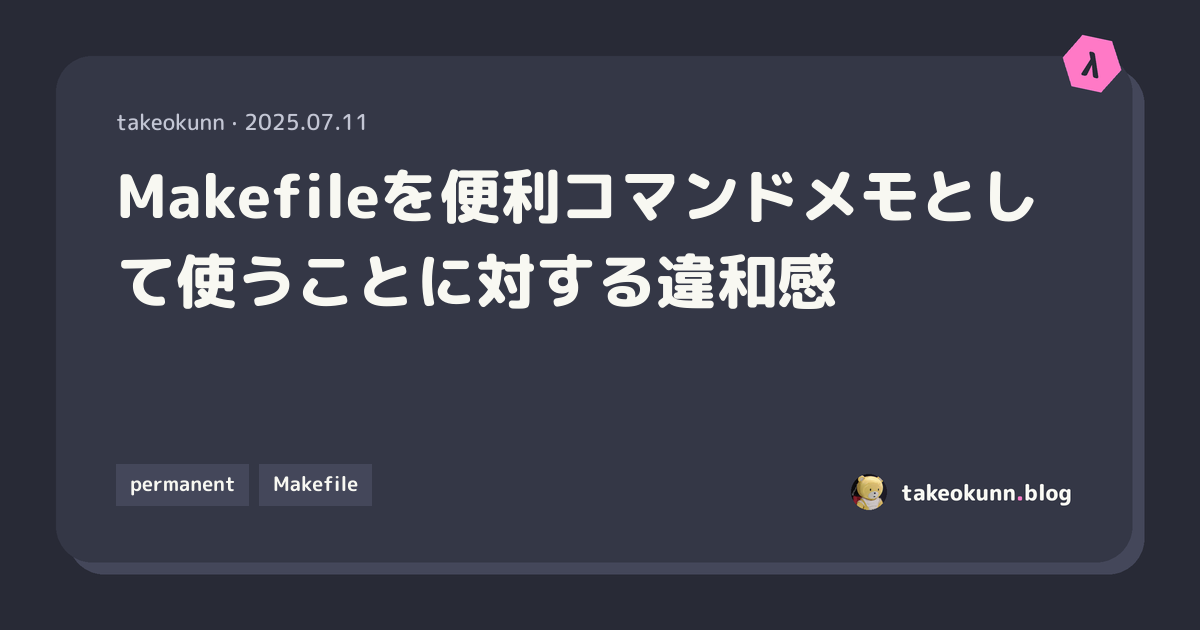 λ
takeokunn · 2025.07.11
Makefileを便利コマンドメモとし
て使うことに対する違和感
permanent
Makefile
takeokunn.blog